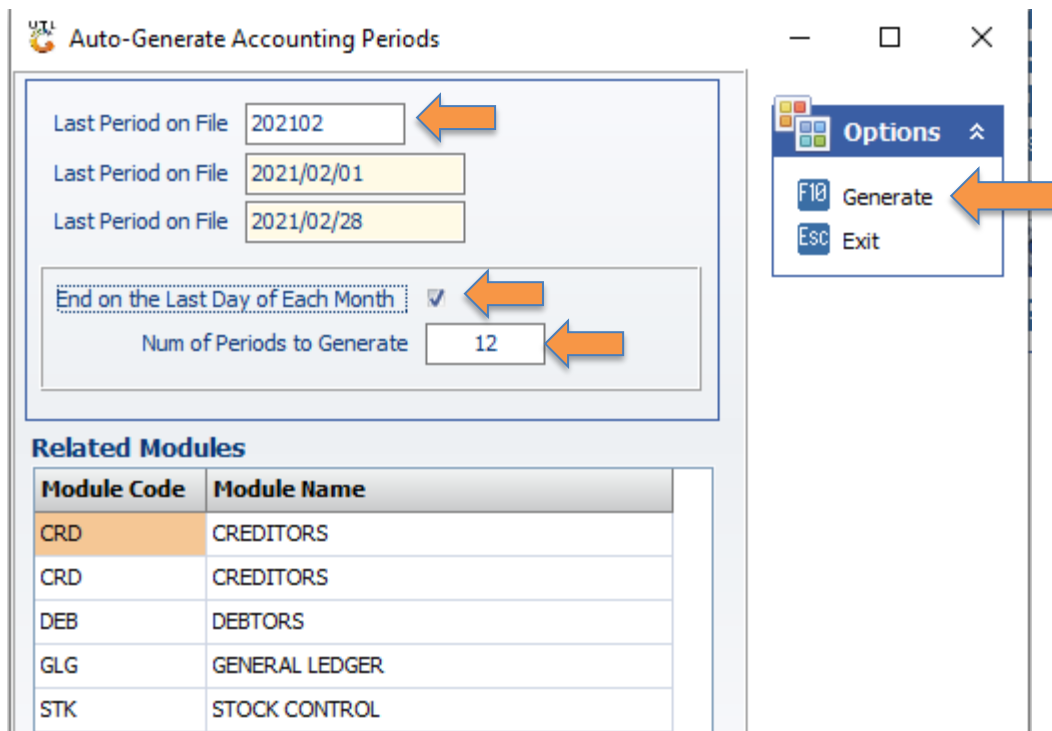 UTL Auto-Generate Accounting Periods
Last Period on File 202102
Last Period on File 2021/02/01
Last Period on File 2021/02/28
End on the Last Day of Each Month
Num of Periods to Generate 12
Options
F10 Generate
Esc Exit
Related Modules
Module Code Module Name
CRD CREDITORS
CRD CREDITORS
DEB DEBTORS
GLG GENERAL LEDGER
STK STOCK CONTROL